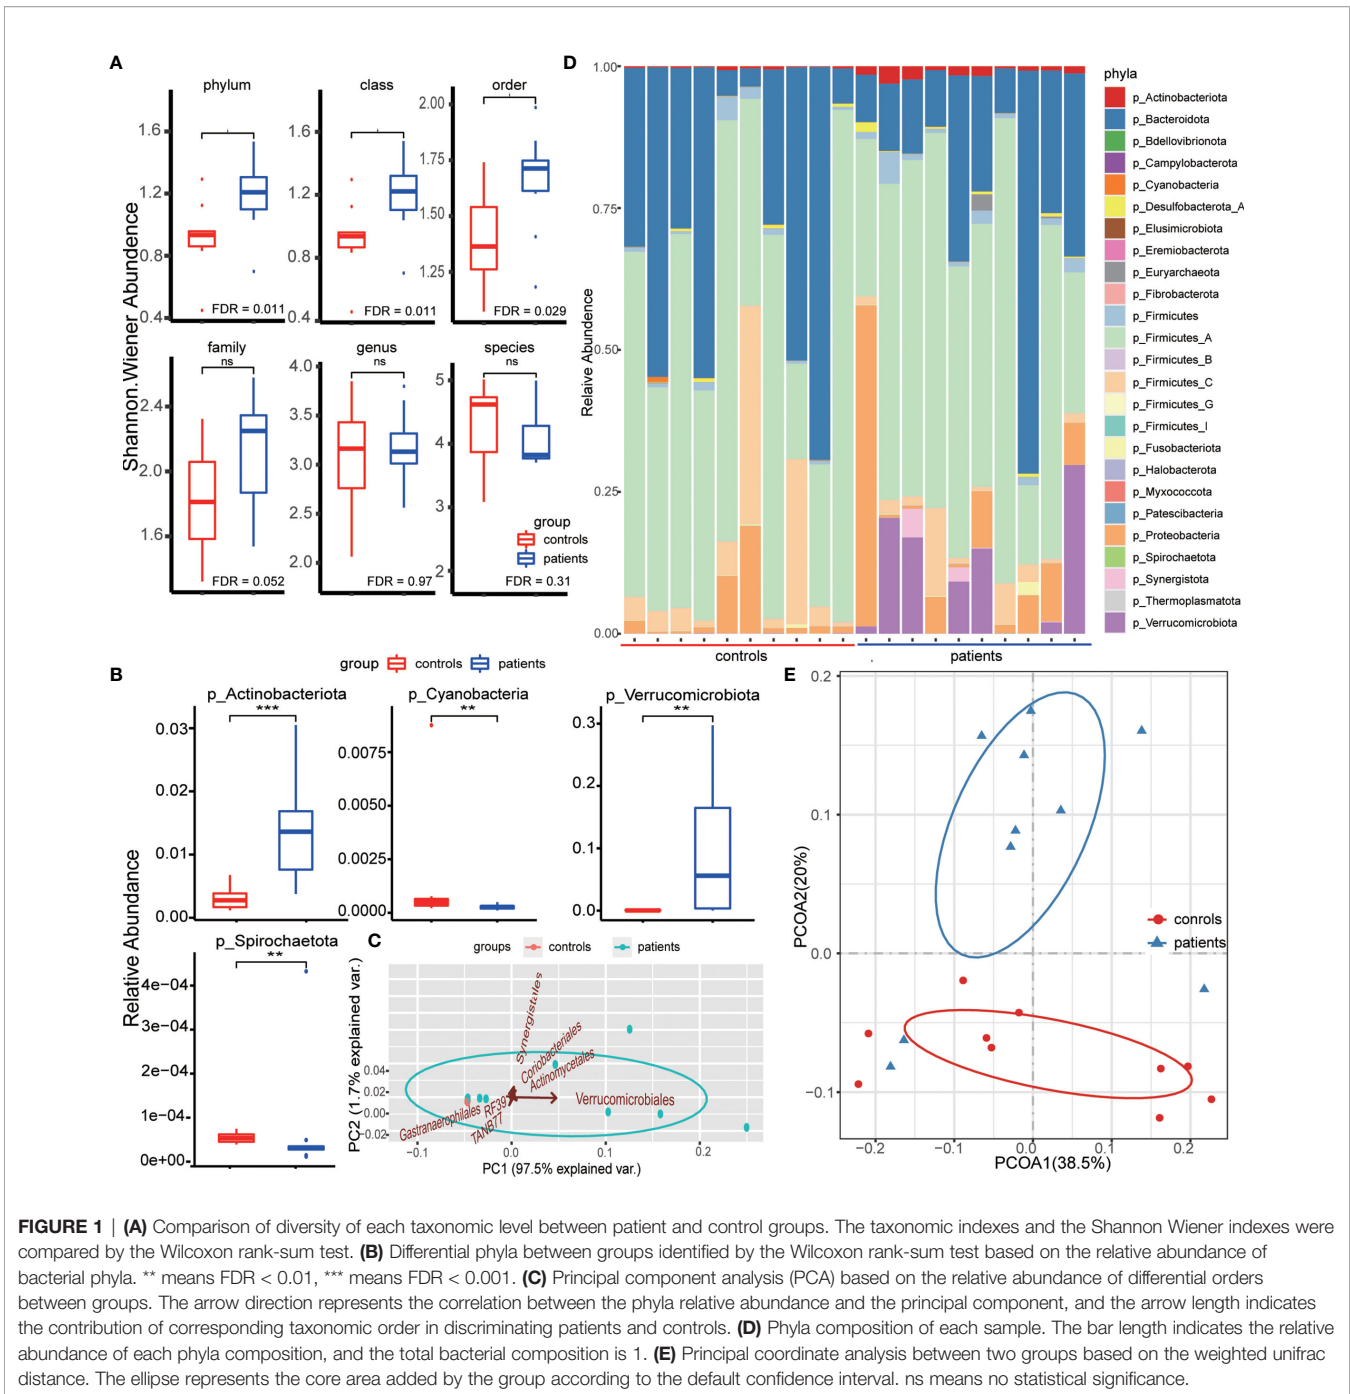 A
phylum
class
order
Shannon.Wiener Abundence
1.6
1.2
0.8
0.4
FDR = 0.011
1.6
1.2
0.8
0.4
FDR = 0.011
2.00
1.75
1.50
1.25
FDR = 0.029
family
genus
species
ns
ns
ns
2.4
2.0
1.6
FDR = 0.052
4.0
3.5
3.0
2.5
2.0
FDR = 0.97
5
4
3
2
group
controls
patients
FDR = 0.31
D
Relaive Abundence
1.00
0.75
0.50
0.25
0.00
controls
patients
phyla
p_Actinobacteriota
p_Bacteroidota
p_Bdellovibrionota
p_Campylobacterota
p_Cyanobacteria
p_Desulfobacterota_A
p_Elusimicrobiota
p_Eremiobacterota
p_Euryarchaeota
p_Fibrobacterota
p_Firmicutes
p_Firmicutes_A
p_Firmicutes_B
p_Firmicutes_C
p_Firmicutes_G
p_Firmicutes_I
p_Fusobacteriota
p_Halobacterota
p_Myxococcota
p_Patescibacteria
p_Proteobacteria
p_Spirochaetota
p_Synergistota
p_Thermoplasmatota
p_Verrucomicrobiota
B
group controls patients
p_Actinobacteriota
p_Cyanobacteria
p_Verrucomicrobiota
***
**
**
Relative Abundance
0.03
0.02
0.01
0.00
0.0075
0.0050
0.0025
0.0000
0.3
0.2
0.1
0.0
p_Spirochaetota
**
4e−04
3e−04
2e−04
1e−04
0e+00
C
groups controls patients
PC2 (1.7% explained var.)
0.04
0.02
0.00
−0.02
Synergistales
Coriobacteriales
Actinomycetales
Verrucomicrobiales
RF39
Gastranaerophilales
TANB77
−0.1
0.0
0.1
0.2
PC1 (97.5% explained var.)
E
PCOA2(20%)
0.2
0.1
0.0
−0.1
conrols
patients
−0.2
−0.1
0.0
0.1
0.2
PCOA1(38.5%)
FIGURE 1 | (A) Comparison of diversity of each taxonomic level between patient and control groups. The taxonomic indexes and the Shannon Wiener indexes were
compared by the Wilcoxon rank-sum test. (B) Differential phyla between groups identified by the Wilcoxon rank-sum test based on the relative abundance of
bacterial phyla. ** means FDR < 0.01, *** means FDR < 0.001. (C) Principal component analysis (PCA) based on the relative abundance of differential orders
between groups. The arrow direction represents the correlation between the phyla relative abundance and the principal component, and the arrow length indicates
the contribution of corresponding taxonomic order in discriminating patients and controls. (D) Phyla composition of each sample. The bar length indicates the relative
abundance of each phyla composition, and the total bacterial composition is 1. (E) Principal coordinate analysis between two groups based on the weighted unifrac
distance. The ellipse represents the core area added by the group according to the default confidence interval. ns means no statistical significance.